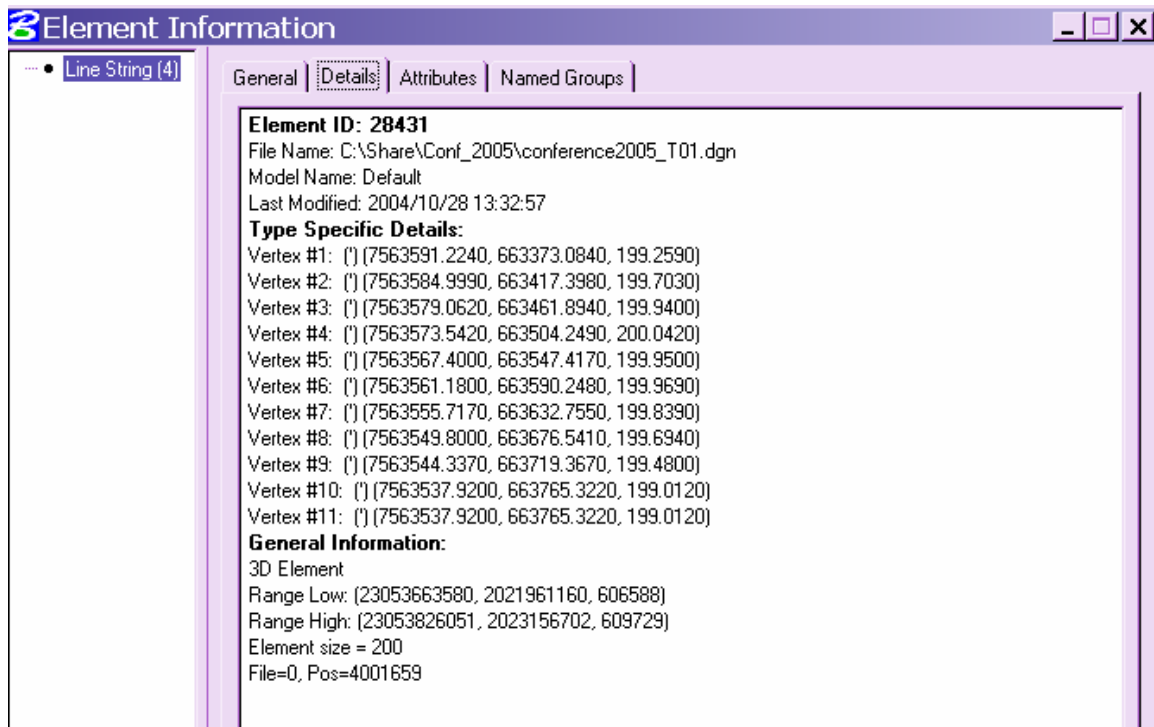 Element Information
Line String (4)
General Details Attributes Named Groups
Element ID: 28431
File Name: C:\Share\Conf_2005\conference2005_T01.dgn
Model Name: Default
Last Modified: 2004/10/28 13:32:57
Type Specific Details:
Vertex #1: (') (7563591.2240, 663373.0840, 199.2590)
Vertex #2: (') (7563584.9990, 663417.3980, 199.7030)
Vertex #3: (') (7563579.0620, 663461.8940, 199.9400)
Vertex #4: (') (7563573.5420, 663504.2490, 200.0420)
Vertex #5: (') (7563567.4000, 663547.4170, 199.9500)
Vertex #6: (') (7563561.1800, 663590.2480, 199.9690)
Vertex #7: (') (7563555.7170, 663632.7550, 199.8390)
Vertex #8: (') (7563549.8000, 663676.5410, 199.6940)
Vertex #9: (') (7563544.3370, 663719.3670, 199.4800)
Vertex #10: (') (7563537.9200, 663765.3220, 199.0120)
Vertex #11: (') (7563537.9200, 663765.3220, 199.0120)
General Information:
3D Element
Range Low: (23053663580, 2021961160, 606588)
Range High: (23053826051, 2023156702, 609729)
Element size = 200
File=0, Pos=4001659